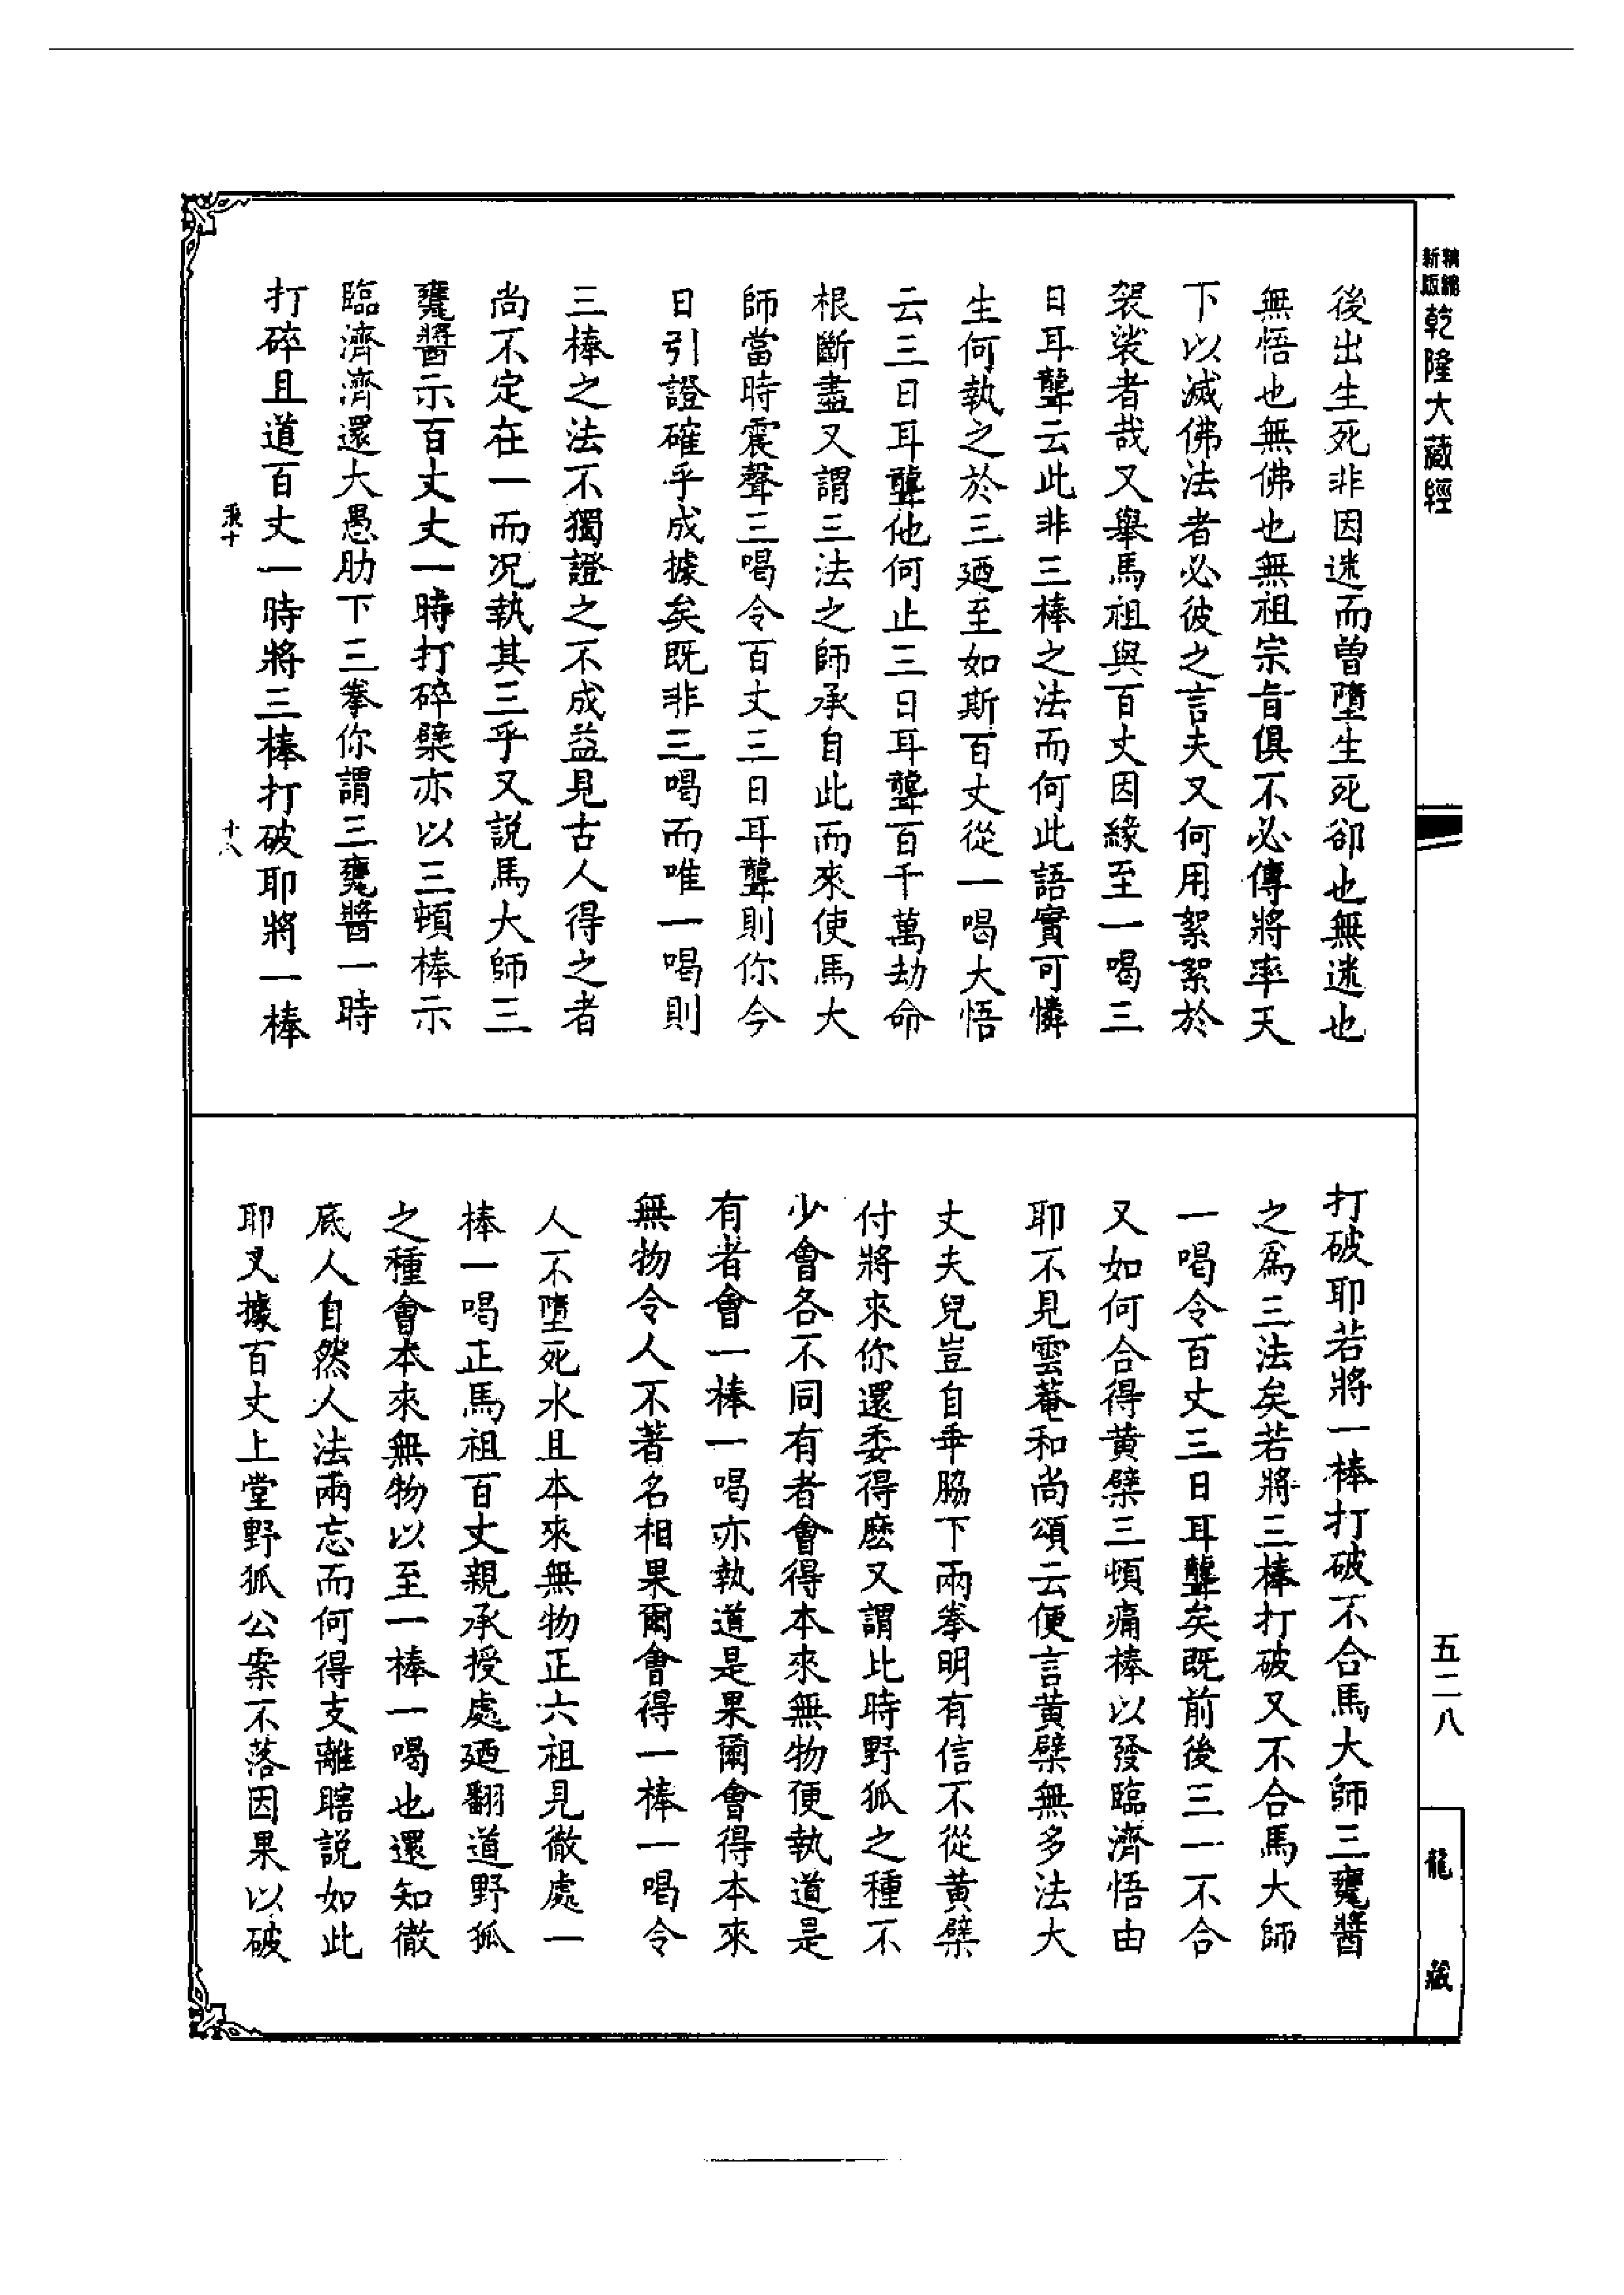 精編
新版
乾隆大藏經
後出生死非因迷而曽墮生死卻也無迷也
無悟也無佛也無祖宗旨俱不必傳將率天
下以滅佛法者必彼之言夫又何用絮絮於
袈裟者哉又舉馬祖與百丈因緣至一喝三
日耳聾云此非三棒之法而何此語實可憐
生何執之於三廼至如斯百丈從一喝大悟
云三日耳聾他何止三日耳聾百千萬劫命
根斷盡又謂三法之師承自此而來使馬大
師當時震聲三喝令百丈三日耳聾則你今
日引證確乎成據矣既非三喝而唯一喝則
三棒之法不獨證之不成益見古人得之者
尚不定在一而况執其三乎又説馬大師三
甕醬示百丈丈一時打碎檗亦以三頓棒示
臨濟濟還大愚肋下三拳你謂三甕醬一時
打碎且道百丈一時將三棒打破耶將一棒
十八
打破耶若將一棒打破不合馬大師三甕醬
之爲三法矣若將三棒打破又不合馬大師
一喝令百丈三日耳聾矣既前後三一不合
又如何合得黄檗三頓痛棒以發臨濟悟由
耶不見雲菴和尚頌云便言黄檗無多法大
丈夫兒豈自乖脇下兩拳明有信不從黄檗
付將來你還委得麽又謂比時野狐之種不
少會各不同有者會得本來無物便執道是
有者會一棒一喝亦執道是果爾會得本來
無物令人不著名相果爾會得一棒一喝令
人不墮死水且本來無物正六祖見徹處一
棒一喝正馬祖百丈親承授處廼翻道野狐
之種會本來無物以至一棒一喝也還知徹
底人自然人法兩忘而何得支離瞎説如此
耶又據百丈上堂野狐公案不落因果以破
五二八
龍藏